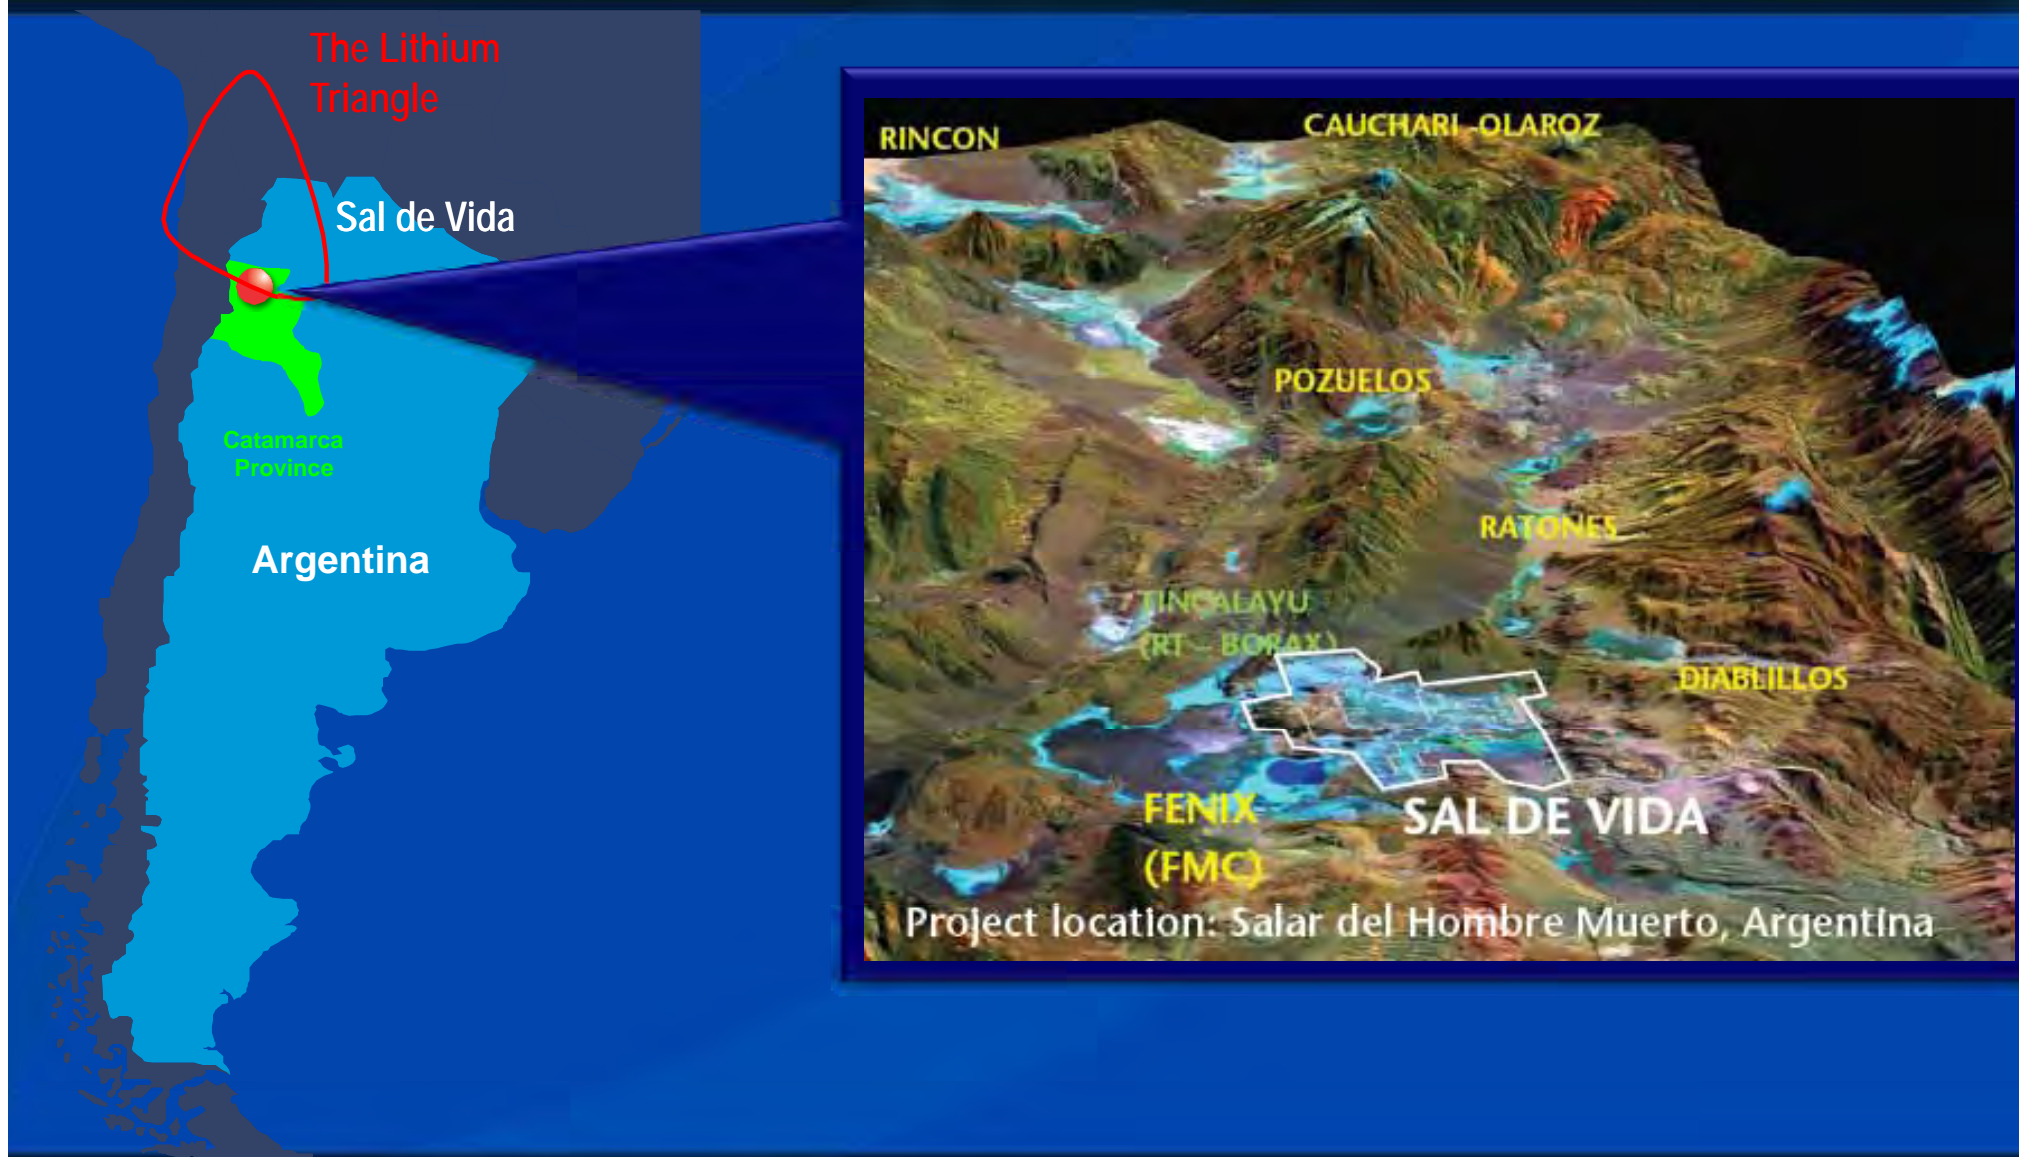 The Lithium
Triangle
Sal de Vida
Catamarca
Province
Argentina
RINCON
CAUCHARI -OLAROZ
POZUELOS
RATONES
TINCALAYU
(RT – BORAX)
DIABLILLOS
FENIX
(FMC)
SAL DE VIDA
Project location: Salar del Hombre Muerto, Argentina